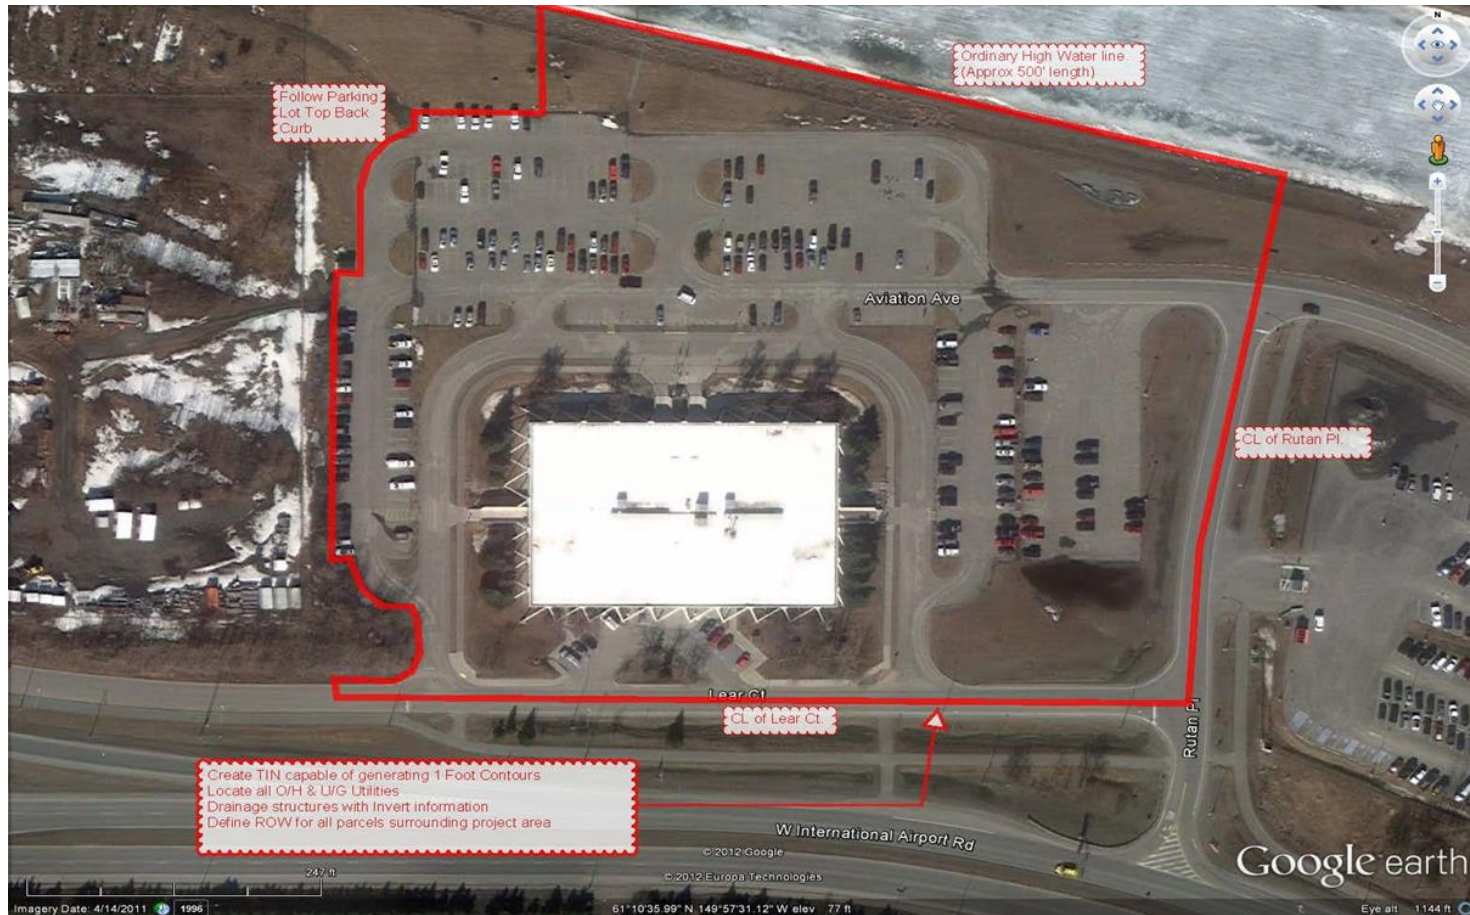 N
Ordinary High Water line.
(Approx 500' length)
Follow Parking
Lot Top Back
Curb
Aviation Ave
CL of Rutan Pl.
Lear Ct
CL of Lear Ct.
Rutan Pl
Create TIN capable of generating 1 Foot Contours
Locate all O/H & U/G Utilities
Drainage structures with Invert information
Define ROW for all parcels surrounding project area
W International Airport Rd
© 2012 Google
© 2012 Europa Technologies
Google earth
247 ft
Imagery Date: 4/14/2011
1996
61°10'35.99" N 149°57'31.12" W elev 77 ft
Eye alt 1144 ft